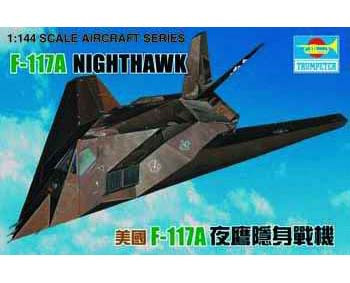 1:144 SCALE AIRCRAFT SERIES
F-117A NIGHTHAWK
TRUMPETER
美國 F-117A 夜鷹隱身戰機